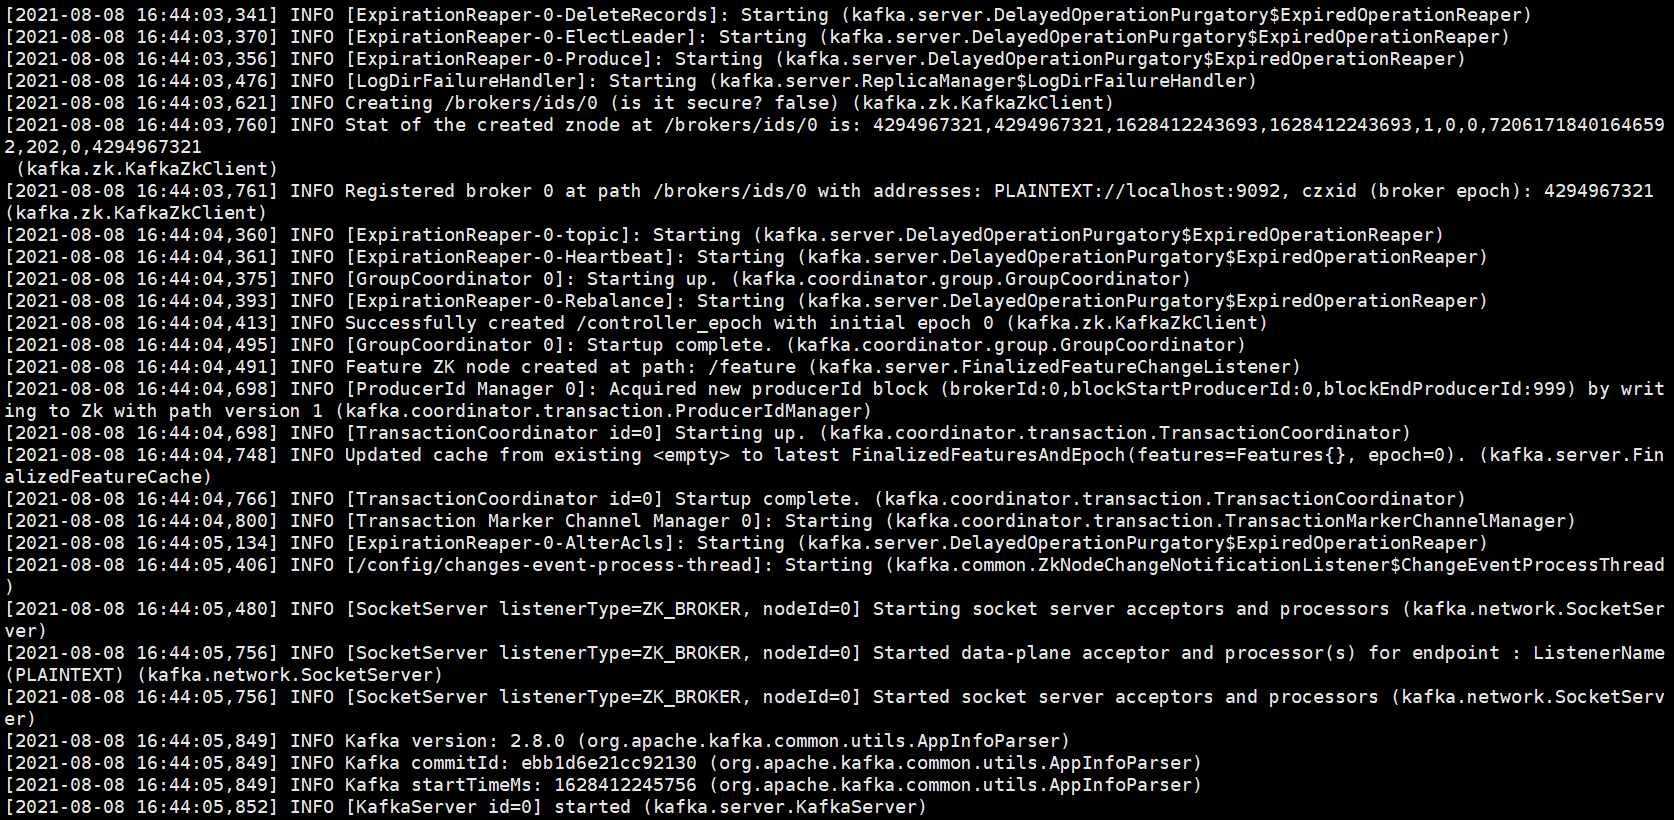 [2021-08-08 16:44:03,341] INFO [ExpirationReaper-0-DeleteRecords]: Starting (kafka.server.DelayedOperationPurgatory$ExpiredOperationReaper)
[2021-08-08 16:44:03,370] INFO [ExpirationReaper-0-ElectLeader]: Starting (kafka.server.DelayedOperationPurgatory$ExpiredOperationReaper)
[2021-08-08 16:44:03,356] INFO [ExpirationReaper-0-Produce]: Starting (kafka.server.DelayedOperationPurgatory$ExpiredOperationReaper)
[2021-08-08 16:44:03,476] INFO [LogDirFailureHandler]: Starting (kafka.server.ReplicaManager$LogDirFailureHandler)
[2021-08-08 16:44:03,621] INFO Creating /brokers/ids/0 (is it secure? false) (kafka.zk.KafkaZkClient)
[2021-08-08 16:44:03,760] INFO Stat of the created znode at /brokers/ids/0 is: 4294967321,4294967321,1628412243693,1628412243693,1,0,0,7206171840164659
2,202,0,4294967321
 (kafka.zk.KafkaZkClient)
[2021-08-08 16:44:03,761] INFO Registered broker 0 at path /brokers/ids/0 with addresses: PLAINTEXT://localhost:9092, czxid (broker epoch): 4294967321
(kafka.zk.KafkaZkClient)
[2021-08-08 16:44:04,360] INFO [ExpirationReaper-0-topic]: Starting (kafka.server.DelayedOperationPurgatory$ExpiredOperationReaper)
[2021-08-08 16:44:04,361] INFO [ExpirationReaper-0-Heartbeat]: Starting (kafka.server.DelayedOperationPurgatory$ExpiredOperationReaper)
[2021-08-08 16:44:04,375] INFO [GroupCoordinator 0]: Starting up. (kafka.coordinator.group.GroupCoordinator)
[2021-08-08 16:44:04,393] INFO [ExpirationReaper-0-Rebalance]: Starting (kafka.server.DelayedOperationPurgatory$ExpiredOperationReaper)
[2021-08-08 16:44:04,413] INFO Successfully created /controller_epoch with initial epoch 0 (kafka.zk.KafkaZkClient)
[2021-08-08 16:44:04,495] INFO [GroupCoordinator 0]: Startup complete. (kafka.coordinator.group.GroupCoordinator)
[2021-08-08 16:44:04,491] INFO Feature ZK node created at path: /feature (kafka.server.FinalizedFeatureChangeListener)
[2021-08-08 16:44:04,698] INFO [ProducerId Manager 0]: Acquired new producerId block (brokerId:0,blockStartProducerId:0,blockEndProducerId:999) by writ
ing to Zk with path version 1 (kafka.coordinator.transaction.ProducerIdManager)
[2021-08-08 16:44:04,698] INFO [TransactionCoordinator id=0] Starting up. (kafka.coordinator.transaction.TransactionCoordinator)
[2021-08-08 16:44:04,748] INFO Updated cache from existing <empty> to latest FinalizedFeaturesAndEpoch(features=Features{}, epoch=0). (kafka.server.Fin
alizedFeatureCache)
[2021-08-08 16:44:04,766] INFO [TransactionCoordinator id=0] Startup complete. (kafka.coordinator.transaction.TransactionCoordinator)
[2021-08-08 16:44:04,800] INFO [Transaction Marker Channel Manager 0]: Starting (kafka.coordinator.transaction.TransactionMarkerChannelManager)
[2021-08-08 16:44:05,134] INFO [ExpirationReaper-0-AlterAcls]: Starting (kafka.server.DelayedOperationPurgatory$ExpiredOperationReaper)
[2021-08-08 16:44:05,406] INFO [/config/changes-event-process-thread]: Starting (kafka.common.ZkNodeChangeNotificationListener$ChangeEventProcessThread
)
[2021-08-08 16:44:05,480] INFO [SocketServer listenerType=ZK_BROKER, nodeId=0] Starting socket server acceptors and processors (kafka.network.SocketSer
ver)
[2021-08-08 16:44:05,756] INFO [SocketServer listenerType=ZK_BROKER, nodeId=0] Started data-plane acceptor and processor(s) for endpoint : ListenerName
(PLAINTEXT) (kafka.network.SocketServer)
[2021-08-08 16:44:05,756] INFO [SocketServer listenerType=ZK_BROKER, nodeId=0] Started socket server acceptors and processors (kafka.network.SocketServ
er)
[2021-08-08 16:44:05,849] INFO Kafka version: 2.8.0 (org.apache.kafka.common.utils.AppInfoParser)
[2021-08-08 16:44:05,849] INFO Kafka commitId: ebb1d6e21cc92130 (org.apache.kafka.common.utils.AppInfoParser)
[2021-08-08 16:44:05,849] INFO Kafka startTimeMs: 1628412245756 (org.apache.kafka.common.utils.AppInfoParser)
[2021-08-08 16:44:05,852] INFO [KafkaServer id=0] started (kafka.server.KafkaServer)